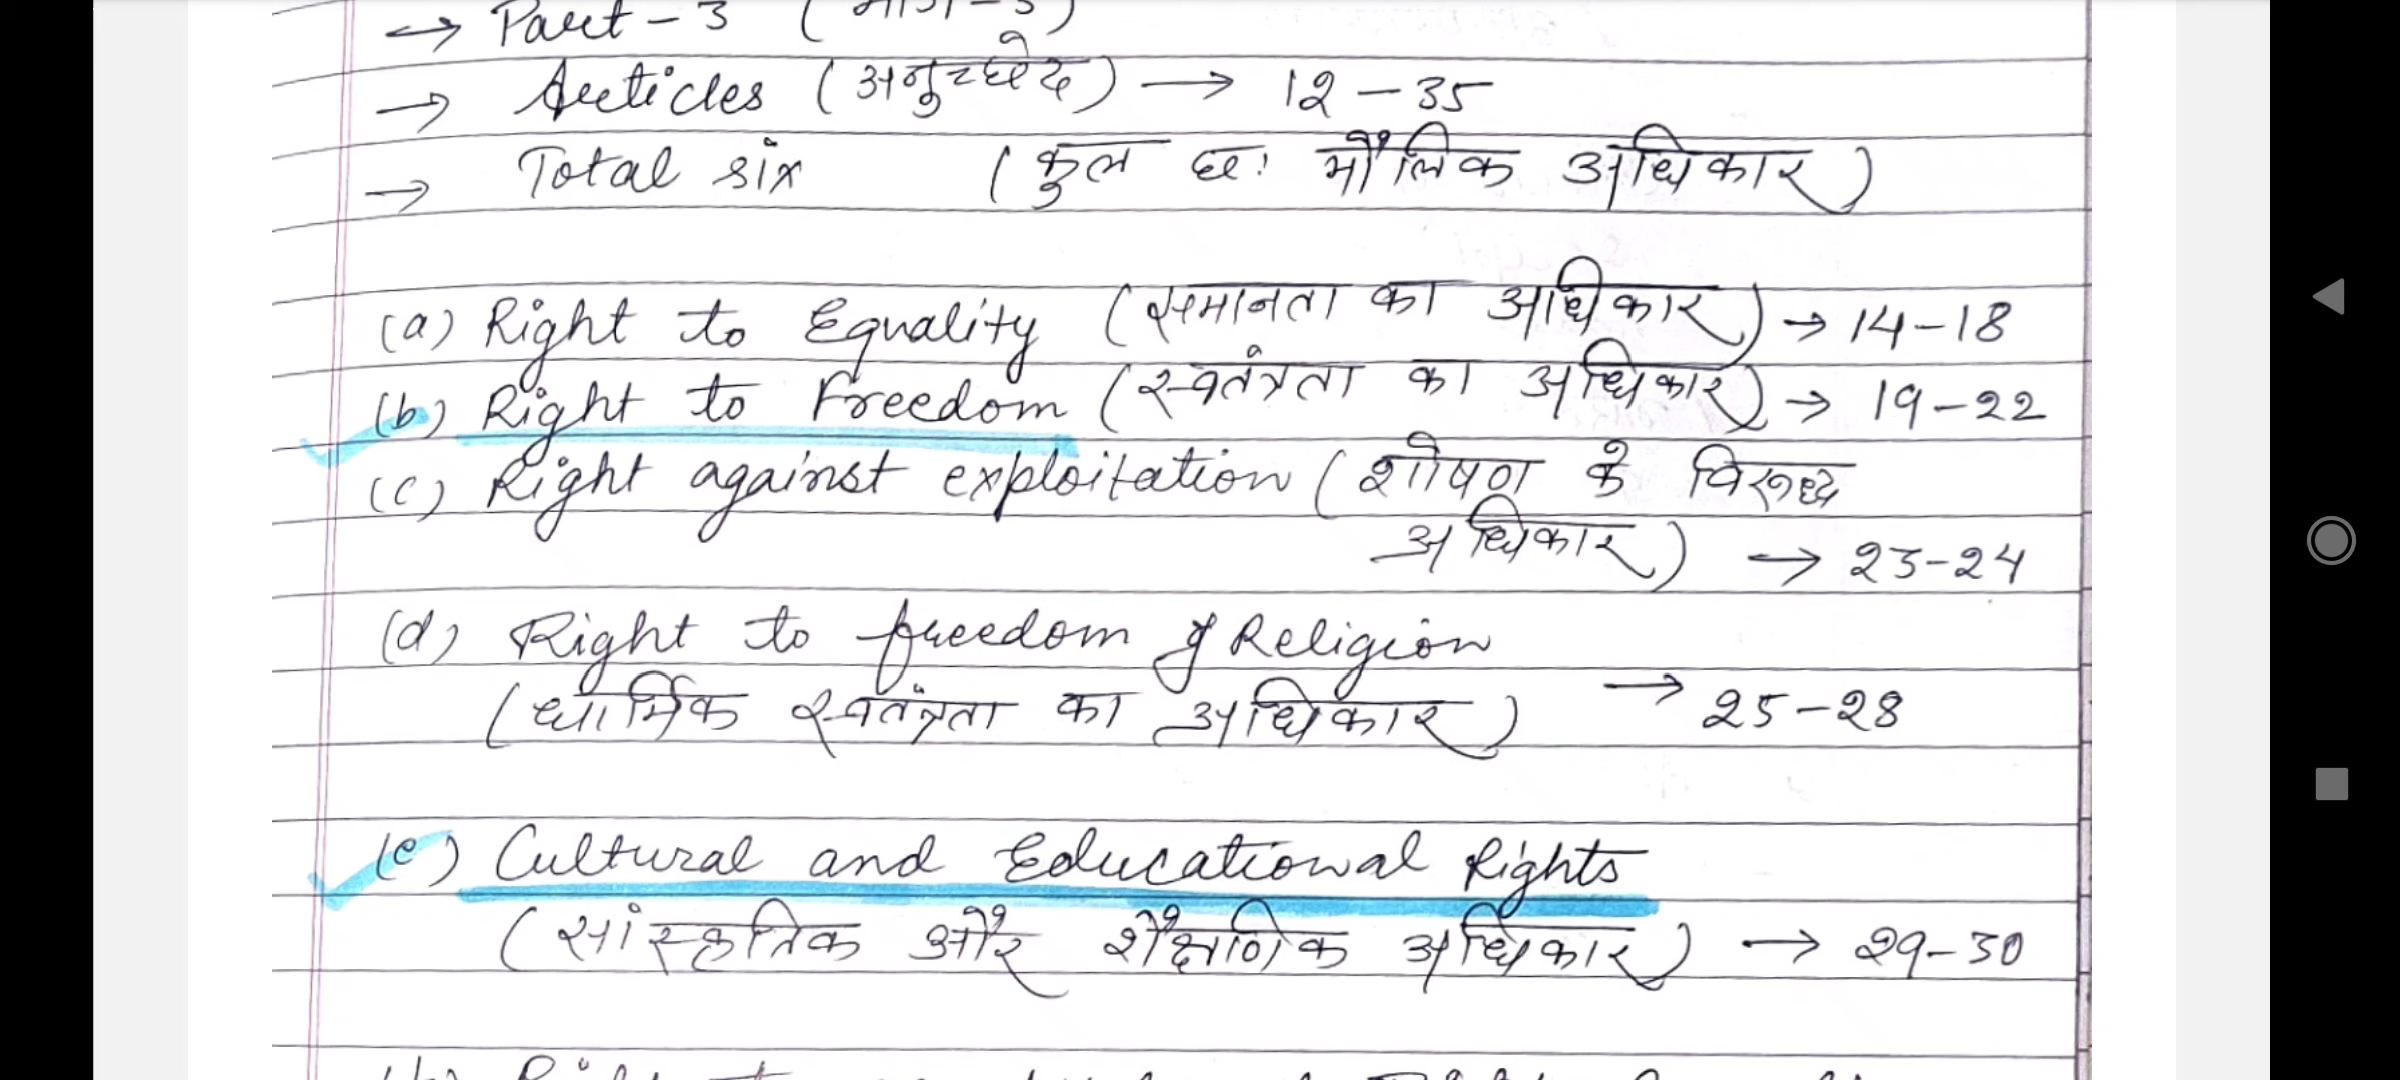 → Part - 3 (भाग-3)
→ Articles (अनुच्छेद) → 12 - 35
→ Total six (कुल छः मौलिक अधिकार)
(a) Right to Equality (समानता का अधिकार) → 14-18
(b) Right to Freedom (स्वतंत्रता का अधिकार) → 19-22
(c) Right against exploitation (शोषण के विरुध्द
अधिकार) → 23-24
(d) Right to freedom of Religion
(धार्मिक स्वतंत्रता का अधिकार) → 25-28
(e) Cultural and Educational Rights
(सांस्कृतिक और शैक्षणिक अधिकार) → 29-30